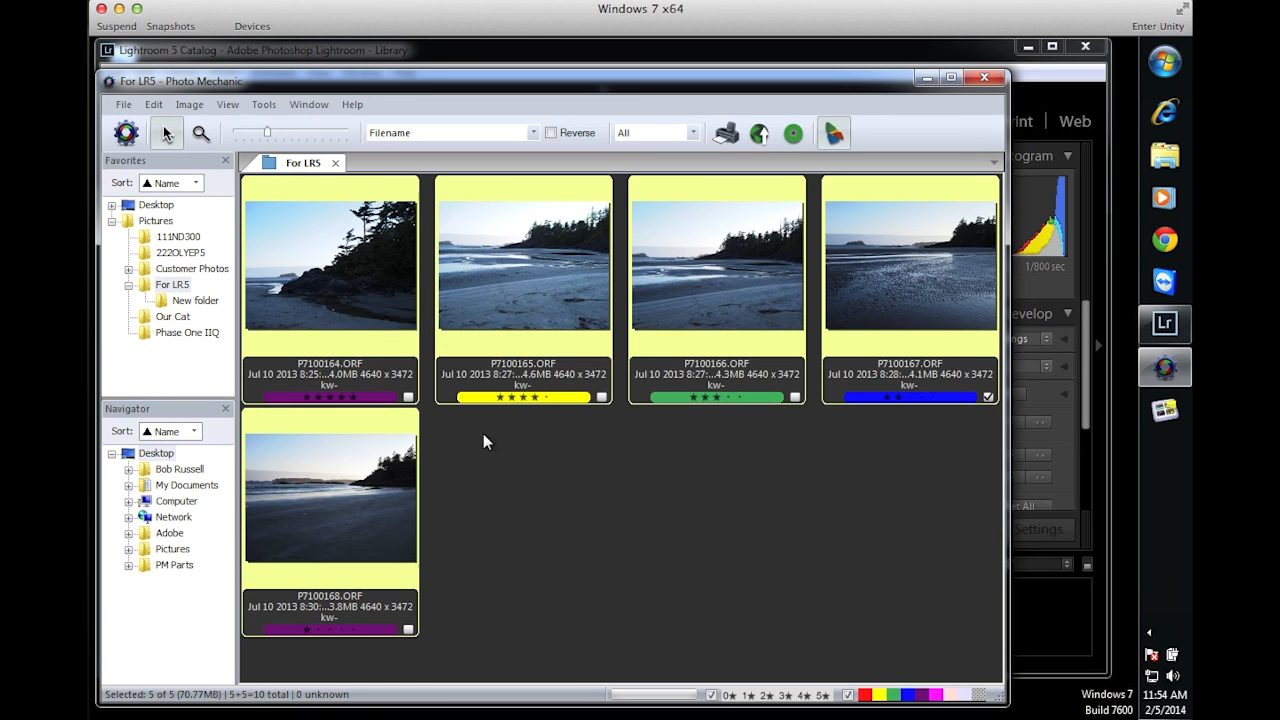 Windows 7 x64
Suspend Snapshots Devices Enter Unity
Lightroom 5 Catalog - Adobe Photoshop Lightroom - Library
For LR5 - Photo Mechanic
File Edit Image View Tools Window Help
Filename Reverse All
Web
Favorites
For LR5
Sort: Name
Desktop
Pictures
111ND300
222OLYEP5
Customer Photos
For LR5
New folder
Our Cat
Phase One IIQ
1/800 sec
P7100164.ORF
Jul 10 2013 8:25:...4.0MB 4640 x 3472
kw-
P7100165.ORF
Jul 10 2013 8:27:...4.6MB 4640 x 3472
kw-
P7100166.ORF
Jul 10 2013 8:27:...4.3MB 4640 x 3472
kw-
P7100167.ORF
Jul 10 2013 8:28:...4.1MB 4640 x 3472
kw-
Navigator
Sort: Name
Desktop
Bob Russell
My Documents
Computer
Network
Adobe
Pictures
PM Parts
P7100168.ORF
Jul 10 2013 8:30:...3.8MB 4640 x 3472
kw-
Lr
Settings
Selected: 5 of 5 (70.77MB) | 5+5=10 total | 0 unknown
0★ 1★ 2★ 3★ 4★ 5★
Windows 7
Build 7600
11:54 AM
2/5/2014